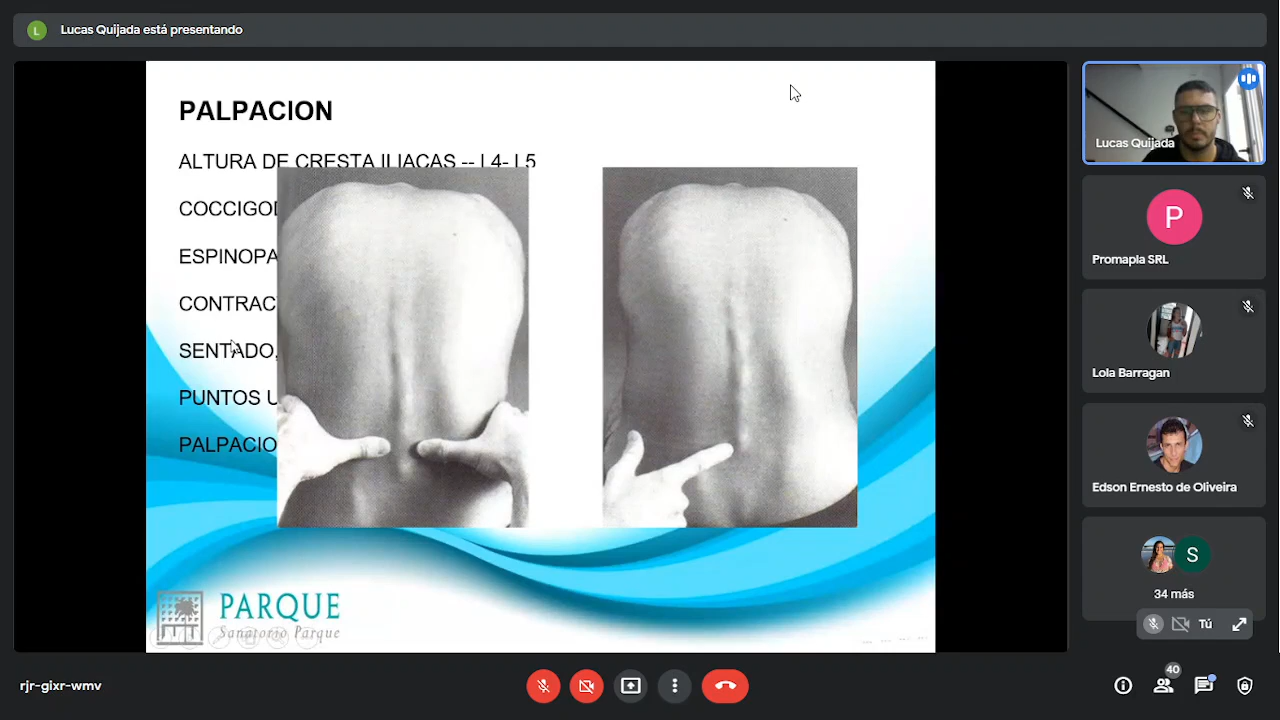 L
Lucas Quijada está presentando
PALPACION
ALTURA DE CRESTA ILIACAS -- L4- L5
ESPINOPA
CONTRAC
SENTADO,
PUNTOS U
PALPACIO
PARQUE
Sanatorio Parque
Lucas Quijada
P
Promapla SRL
Lola Barragan
Edson Ernesto de Oliveira
S
34 más
Tú
rjr-gixr-wmv
40